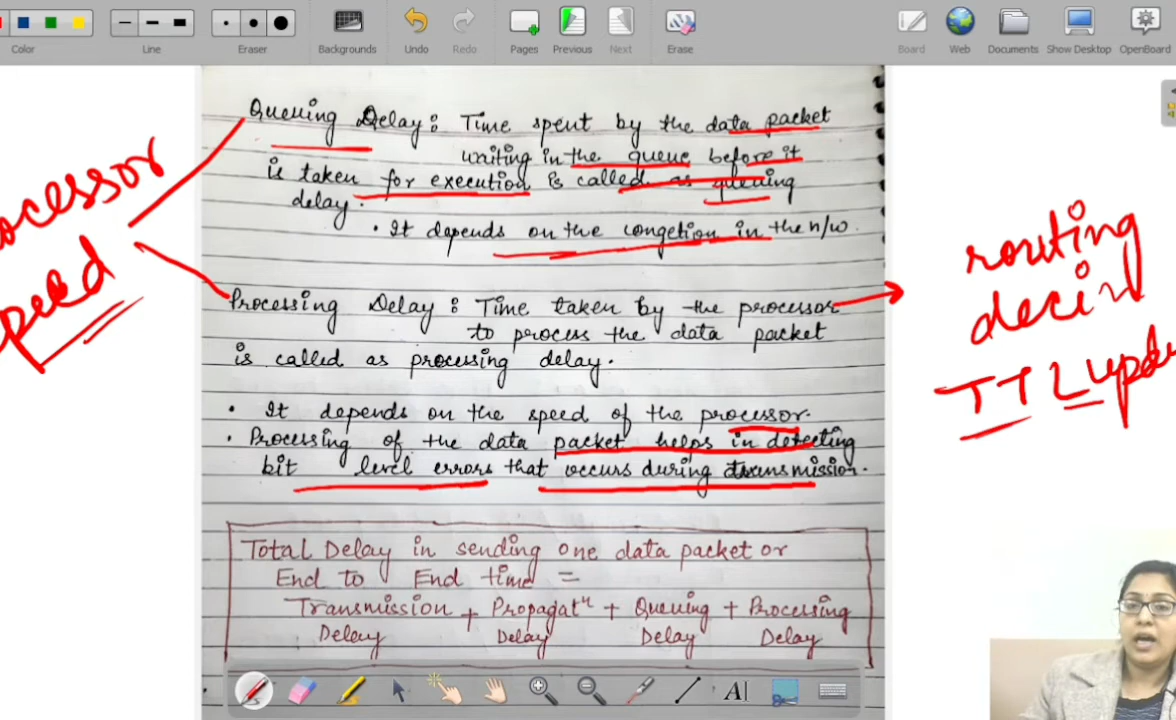 Color
Line
Eraser
Backgrounds
Undo
Redo
Pages
Previous
Next
Erase
Board
Web
Documents
Show Desktop
OpenBoard
Queuing Delay: Time spent by the data packet
waiting in the queue before it
is taken for execution is called as queuing
delay.
• It depends on the congetion in the n/w.
Processing Delay: Time taken by the processor
to process the data packet
is called as processing delay.
• It depends on the speed of the processor.
• Processing of the data packet helps in detecting
bit level errors that occurs during transmission.
Total Delay in sending one data packet or
End to End time =
Transmission + Propagatⁿ + Queuing + Processing
Delay Delay Delay Delay
ocessor
peed
routing
decin
TTL upda
AI